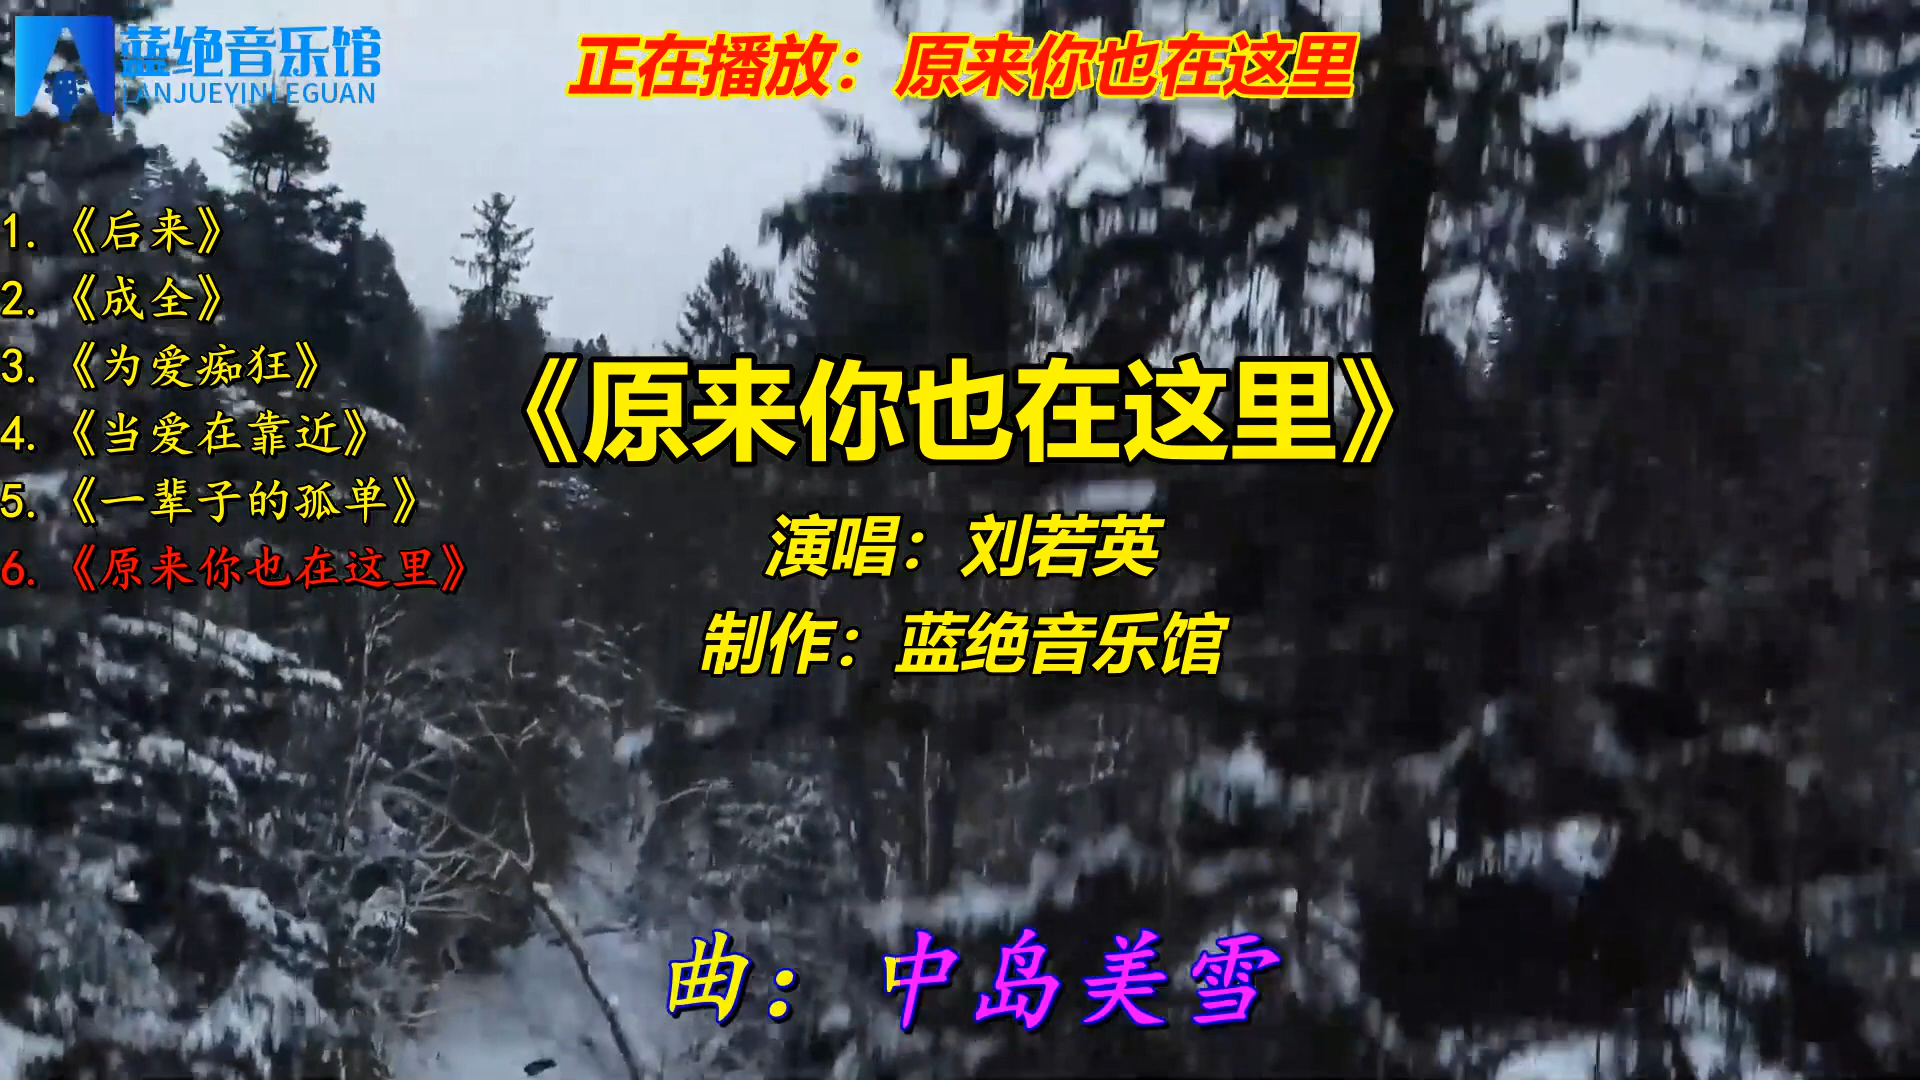 蓝绝音乐馆
LANJUEYINLEGUAN
正在播放：原来你也在这里
1.《后来》
2.《成全》
3.《为爱痴狂》
4.《当爱在靠近》
5.《一辈子的孤单》
6.《原来你也在这里》
《原来你也在这里》
演唱：刘若英
制作：蓝绝音乐馆
曲：中岛美雪